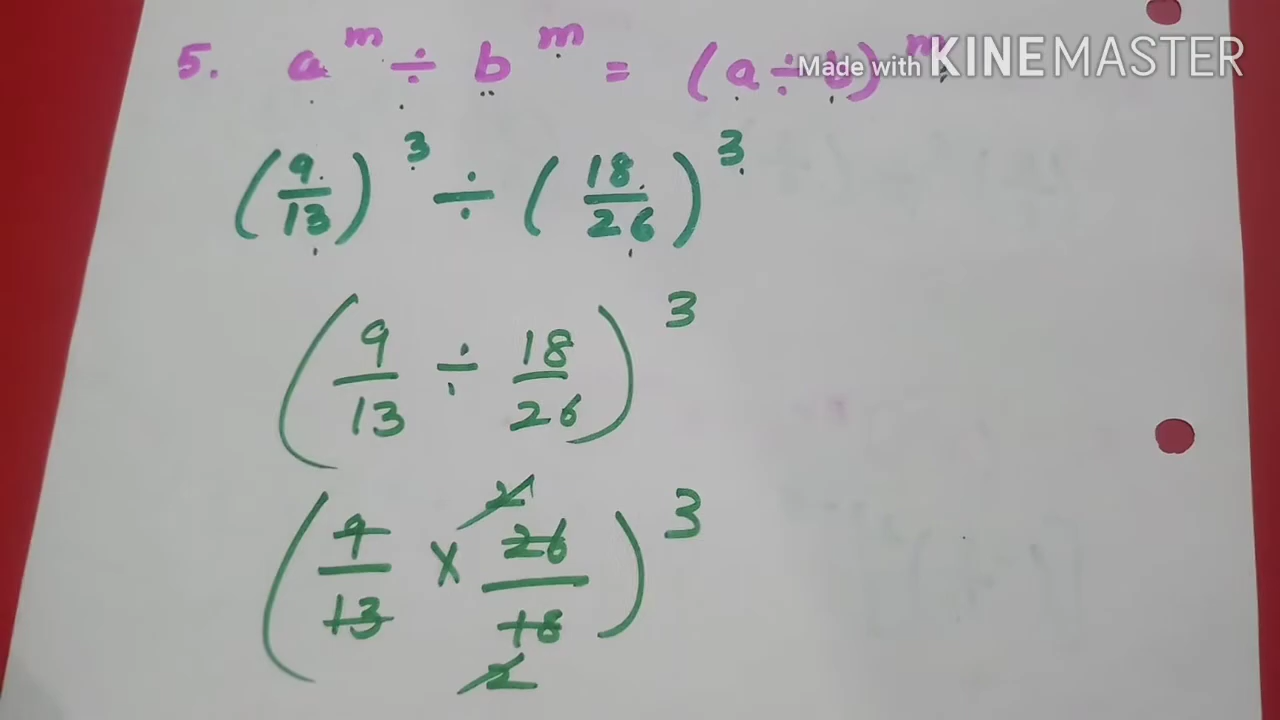 5. a^m ÷ b^m = (a ÷ b)^m
Made with KINEMASTER
(9/13)^3 ÷ (18/26)^3
(9/13 ÷ 18/26)^3
2
(9/13 × 26/18)^3
2